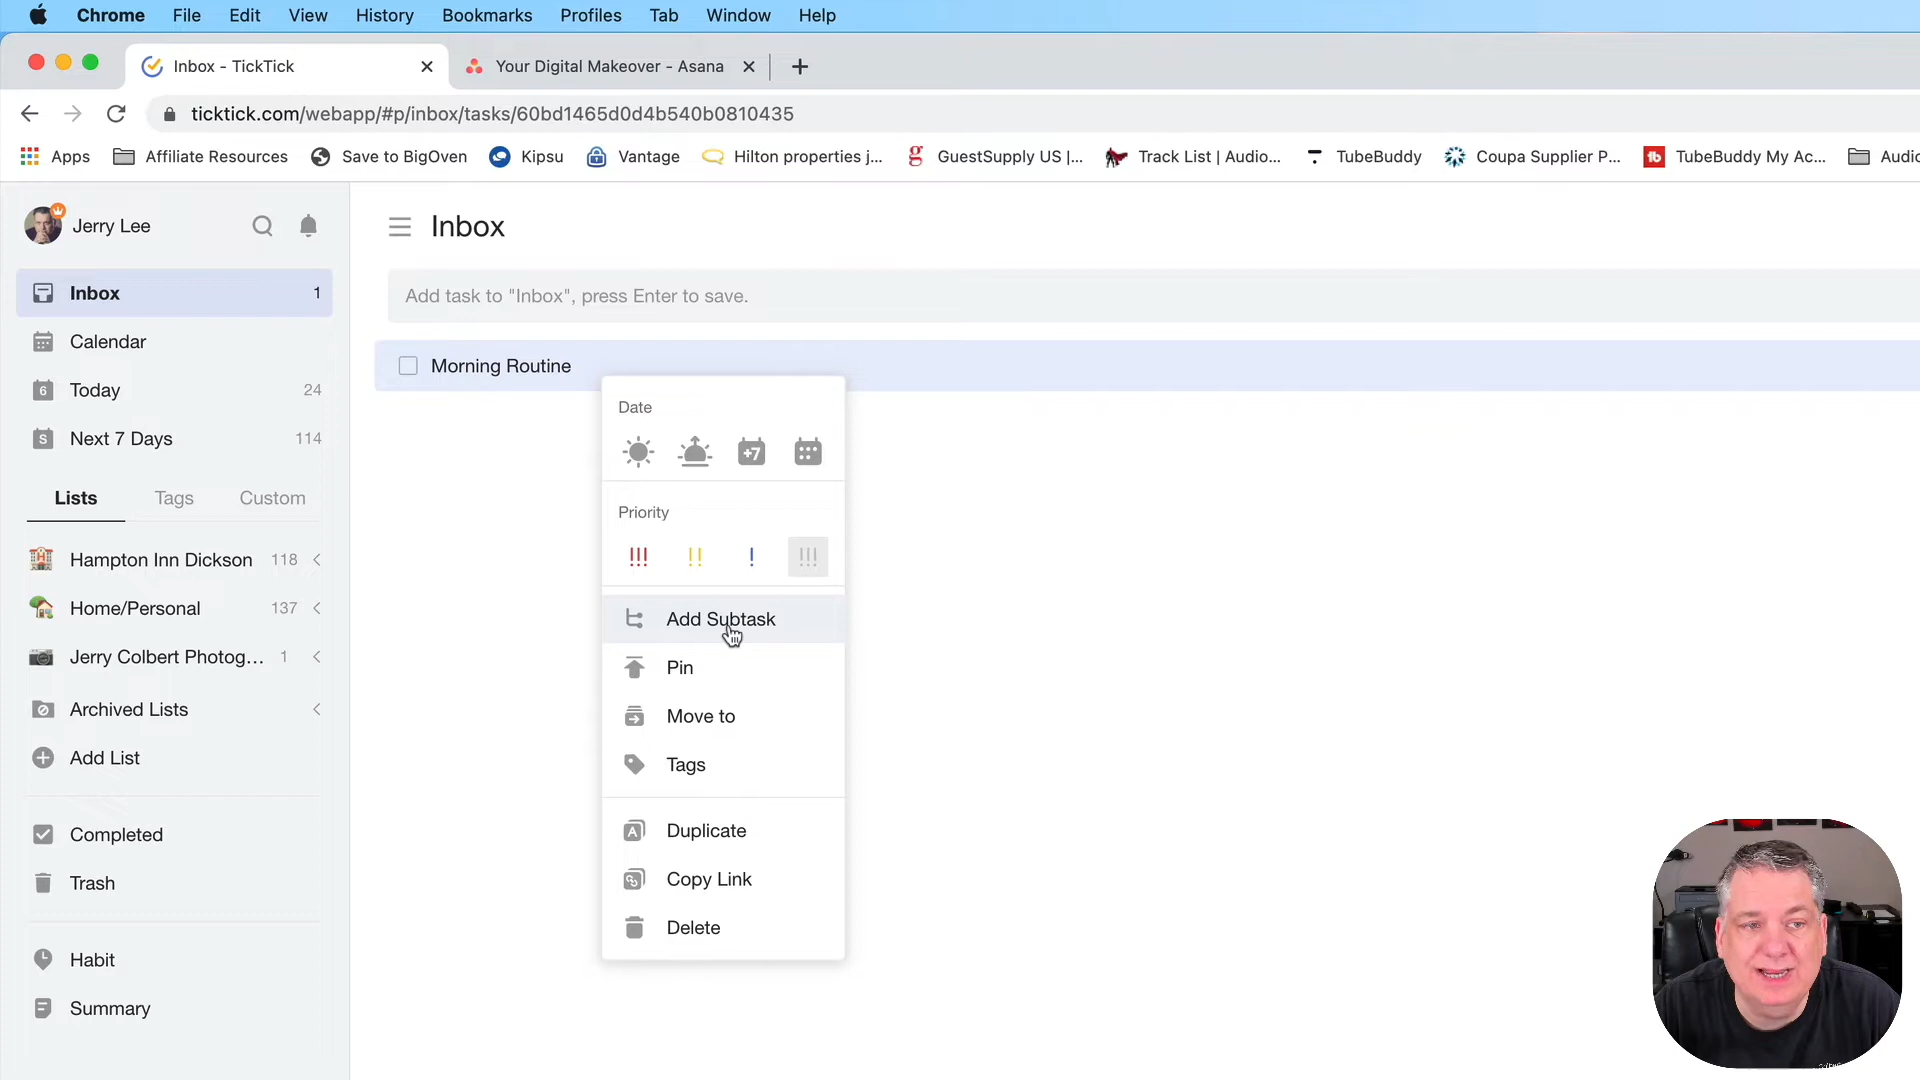 Chrome File Edit View History Bookmarks Profiles Tab Window Help
Inbox - TickTick Your Digital Makeover - Asana
ticktick.com/webapp/#p/inbox/tasks/60bd1465d0d4b540b0810435
Apps Affiliate Resources Save to BigOven Kipsu Vantage Hilton properties j... GuestSupply US |... Track List | Audio... TubeBuddy Coupa Supplier P... TubeBuddy My Ac... Audio
Jerry Lee
Inbox 1
Calendar
6 Today 24
S Next 7 Days 114
Lists Tags Custom
Hampton Inn Dickson 118
Home/Personal 137
Jerry Colbert Photog... 1
Archived Lists
Add List
Completed
Trash
Habit
Summary
Inbox
Add task to "Inbox", press Enter to save.
Morning Routine
Date
+7
Priority
!!! !! ! !!!
Add Subtask
Pin
Move to
Tags
Duplicate
Copy Link
Delete